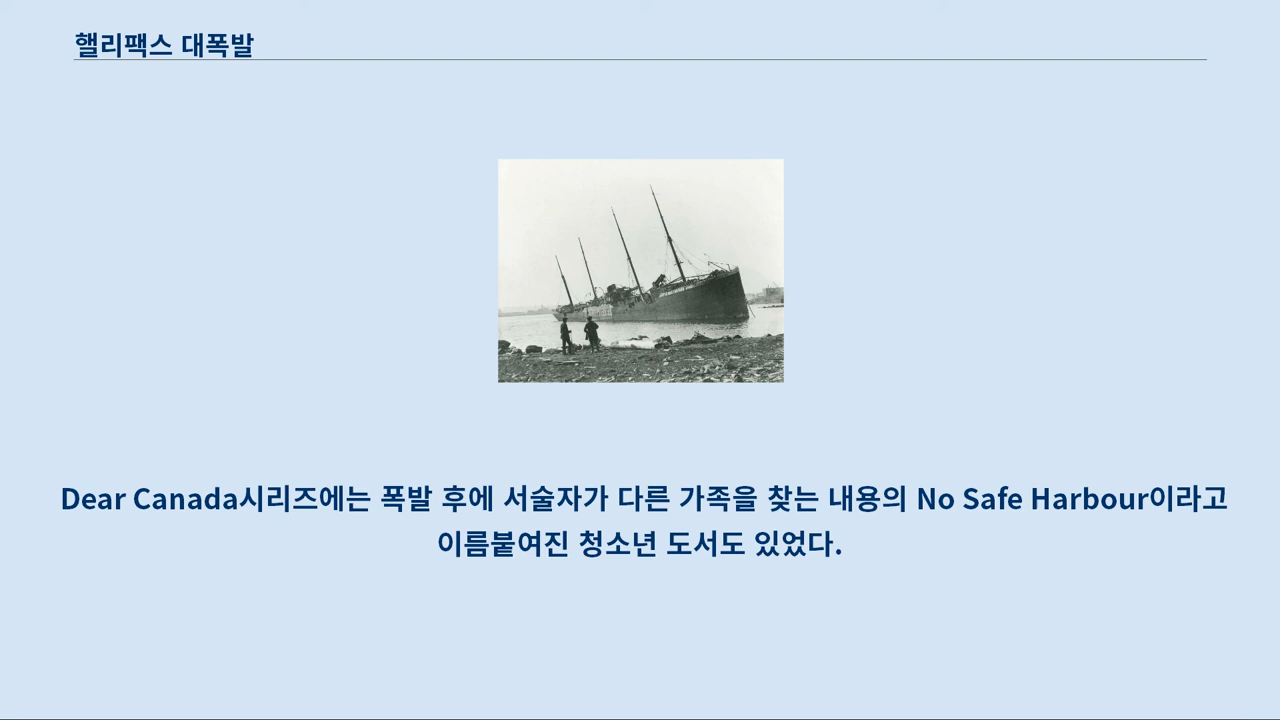 핼리팩스 대폭발
Dear Canada시리즈에는 폭발 후에 서술자가 다른 가족을 찾는 내용의 No Safe Harbour이라고
이름붙여진 청소년 도서도 있었다.